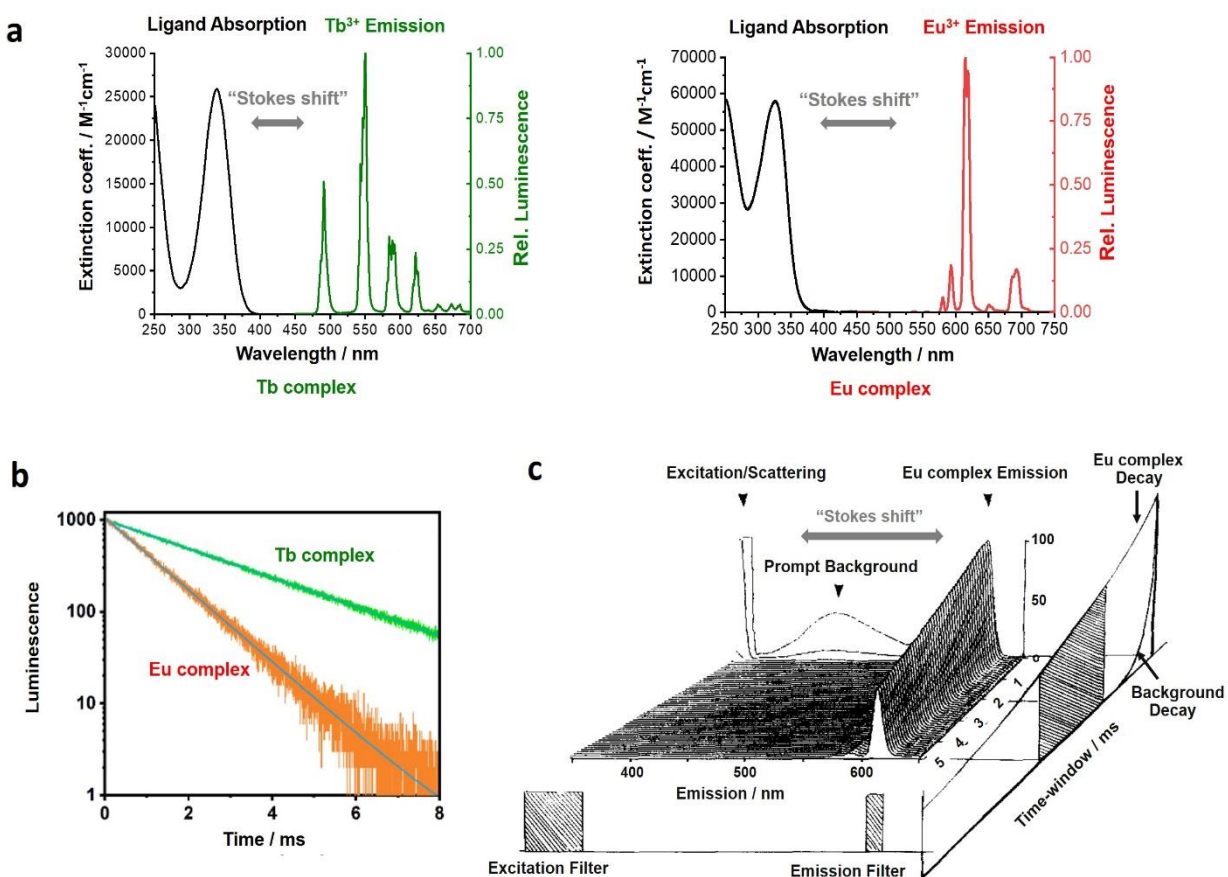 a
Ligand Absorption Tb³⁺ Emission
30000
25000
20000
15000
10000
5000
0
Extinction coeff. / M⁻¹cm⁻¹
"Stokes shift"
1.00
0.75
0.50
0.25
0.00
Rel. Luminescence
250 300 350 400 450 500 550 600 650 700
Wavelength / nm
Tb complex
Ligand Absorption Eu³⁺ Emission
70000
60000
50000
40000
30000
20000
10000
0
Extinction coeff. / M⁻¹cm⁻¹
"Stokes shift"
1.00
0.75
0.50
0.25
0.00
Rel. Luminescence
250 300 350 400 450 500 550 600 650 700 750
Wavelength / nm
Eu complex
b
1000
100
10
1
Luminescence
Tb complex
Eu complex
0 2 4 6 8
Time / ms
c
Excitation/Scattering
Eu complex Emission
Eu complex
Decay
"Stokes shift"
Prompt Background
100
50
0
1
2
3
4
5
Background
Decay
Time-window / ms
400 500 600
Emission / nm
Excitation Filter
Emission Filter